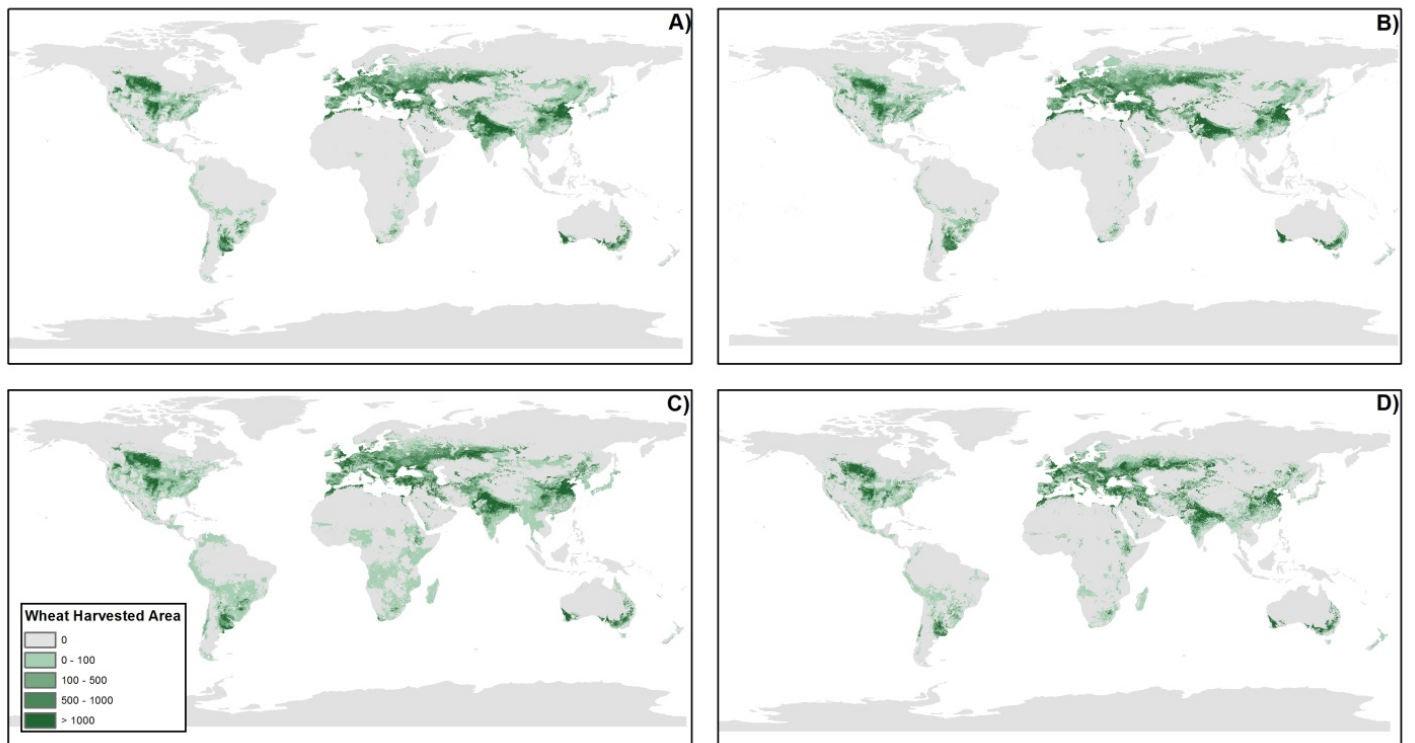 A)
B)
C)
D)
Wheat Harvested Area
0
0 - 100
100 - 500
500 - 1000
> 1000